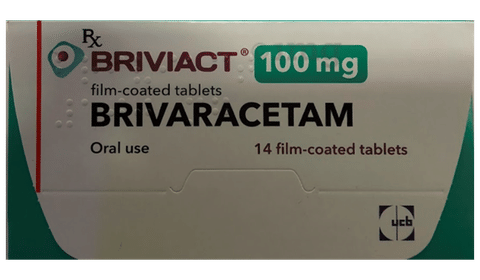 Rx
BRIVIACT® 100 mg
film-coated tablets
BRIVARACETAM
Oral use 14 film-coated tablets
ucb